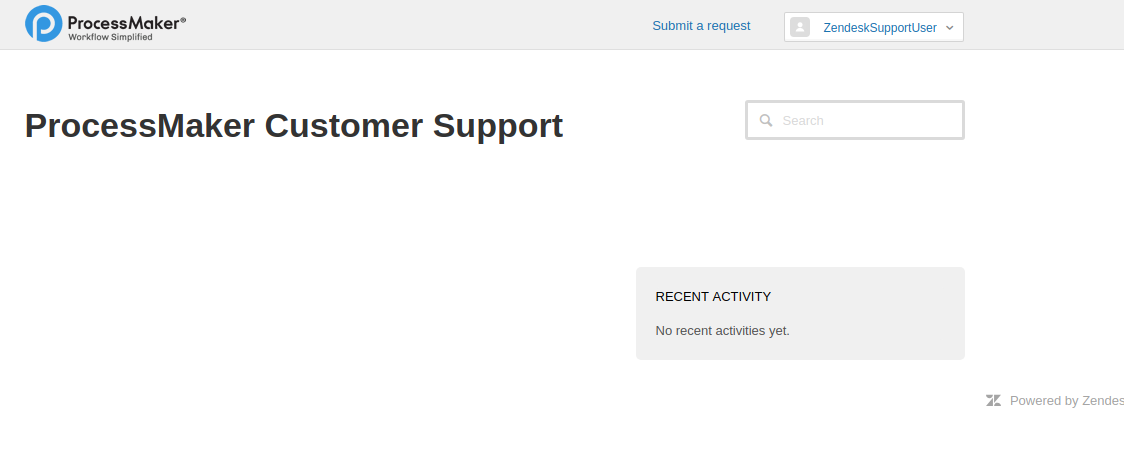 ProcessMaker®
Workflow Simplified
Submit a request
ZendeskSupportUser
ProcessMaker Customer Support
Search
RECENT ACTIVITY
No recent activities yet.
Powered by Zendes